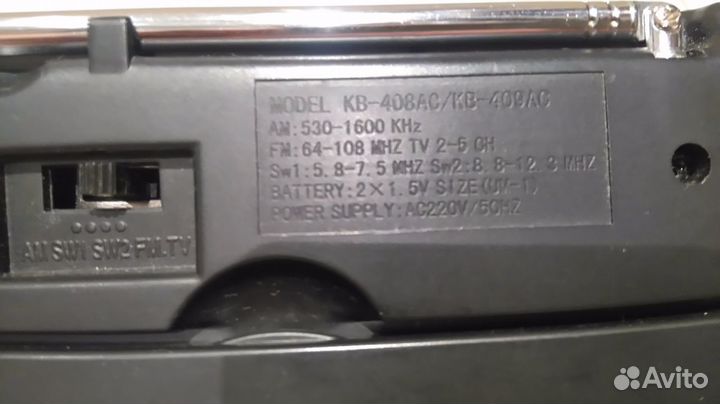 MODEL KB-408AC/KB-409AC
AM:530-1600 KHz
FM:64-108 MHZ TV 2-5 CH
Sw1:5.8-7.5 MHZ Sw2:8.8-12.3 MHZ
BATTERY:2×1.5V SIZE(UM-1)
POWER SUPPLY:AC220V/50HZ
AM SW1 SW2 FM.TV
Avito